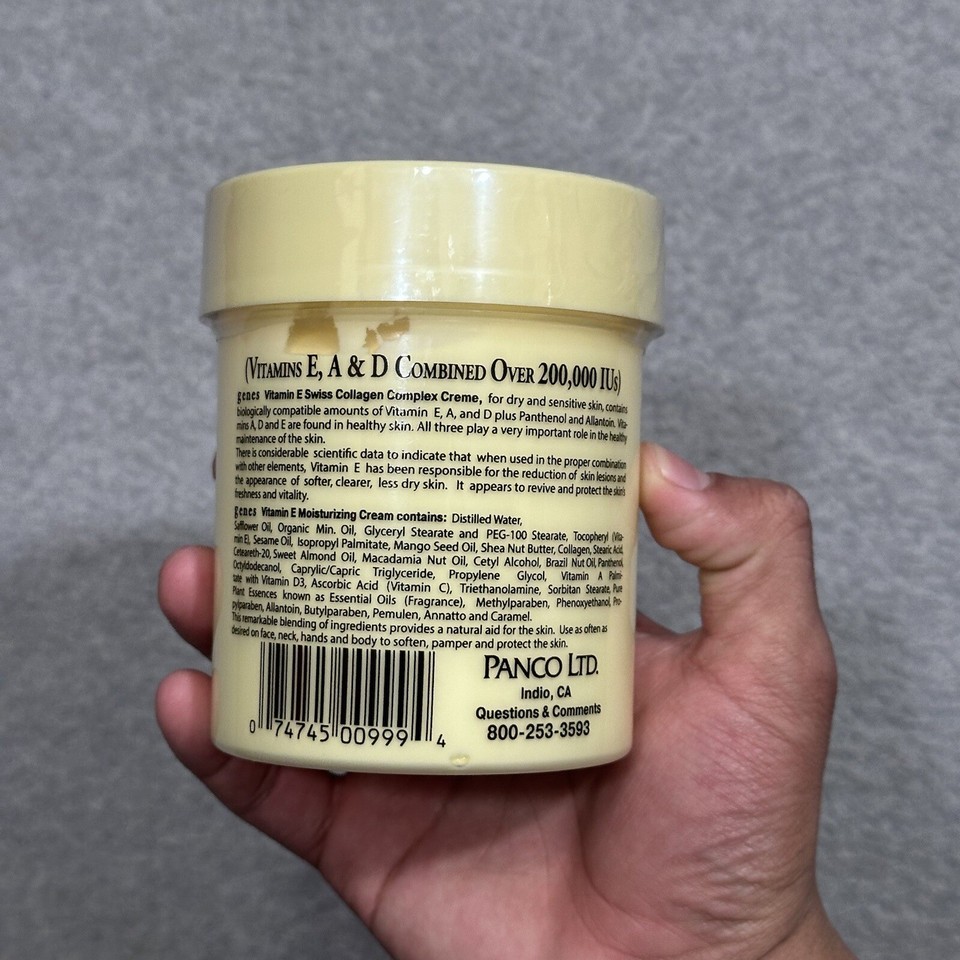 (VITAMINS E, A & D COMBINED OVER 200,000 IUs)
genes Vitamin E Swiss Collagen Complex Creme, for dry and sensitive skin, contains
biologically compatible amounts of Vitamin E, A, and D plus Panthenol and Allantoin. Vita-
mins A, D and E are found in healthy skin. All three play a very important role in the healthy
maintenance of the skin.
There is considerable scientific data to indicate that when used in the proper combination
with other elements, Vitamin E has been responsible for the reduction of skin lesions and
the appearance of softer, clearer, less dry skin. It appears to revive and protect the skin's
freshness and vitality.
genes Vitamin E Moisturizing Cream contains: Distilled Water,
Safflower Oil, Organic Min. Oil, Glyceryl Stearate and PEG-100 Stearate, Tocopheryl (Vita-
min E), Sesame Oil, Isopropyl Palmitate, Mango Seed Oil, Shea Nut Butter, Collagen, Stearic Acid,
Ceteareth-20, Sweet Almond Oil, Macadamia Nut Oil, Cetyl Alcohol, Brazil Nut Oil, Panthenol,
Octyldodecanol, Caprylic/Capric Triglyceride, Propylene Glycol, Vitamin A Palmi-
tate with Vitamin D3, Ascorbic Acid (Vitamin C), Triethanolamine, Sorbitan Stearate, Pure
Plant Essences known as Essential Oils (Fragrance), Methylparaben, Phenoxyethanol, Pro-
pylparaben, Allantoin, Butylparaben, Pemulen, Annatto and Caramel.
This remarkable blending of ingredients provides a natural aid for the skin. Use as often as
desired on face, neck, hands and body to soften, pamper and protect the skin.
PANCO LTD.
Indio, CA
Questions & Comments
800-253-3593
0 74745 00999 4